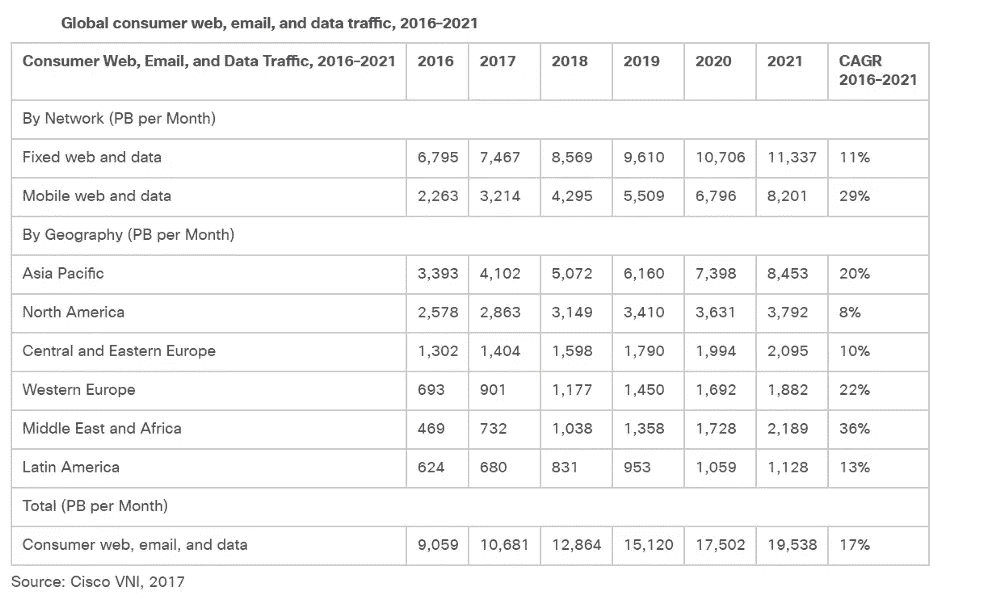 Global consumer web, email, and data traffic, 2016–2021
Consumer Web, Email, and Data Traffic, 2016–2021 2016 2017 2018 2019 2020 2021 CAGR 2016–2021
By Network (PB per Month)
Fixed web and data 6,795 7,467 8,569 9,610 10,706 11,337 11%
Mobile web and data 2,263 3,214 4,295 5,509 6,796 8,201 29%
By Geography (PB per Month)
Asia Pacific 3,393 4,102 5,072 6,160 7,398 8,453 20%
North America 2,578 2,863 3,149 3,410 3,631 3,792 8%
Central and Eastern Europe 1,302 1,404 1,598 1,790 1,994 2,095 10%
Western Europe 693 901 1,177 1,450 1,692 1,882 22%
Middle East and Africa 469 732 1,038 1,358 1,728 2,189 36%
Latin America 624 680 831 953 1,059 1,128 13%
Total (PB per Month)
Consumer web, email, and data 9,059 10,681 12,864 15,120 17,502 19,538 17%
Source: Cisco VNI, 2017